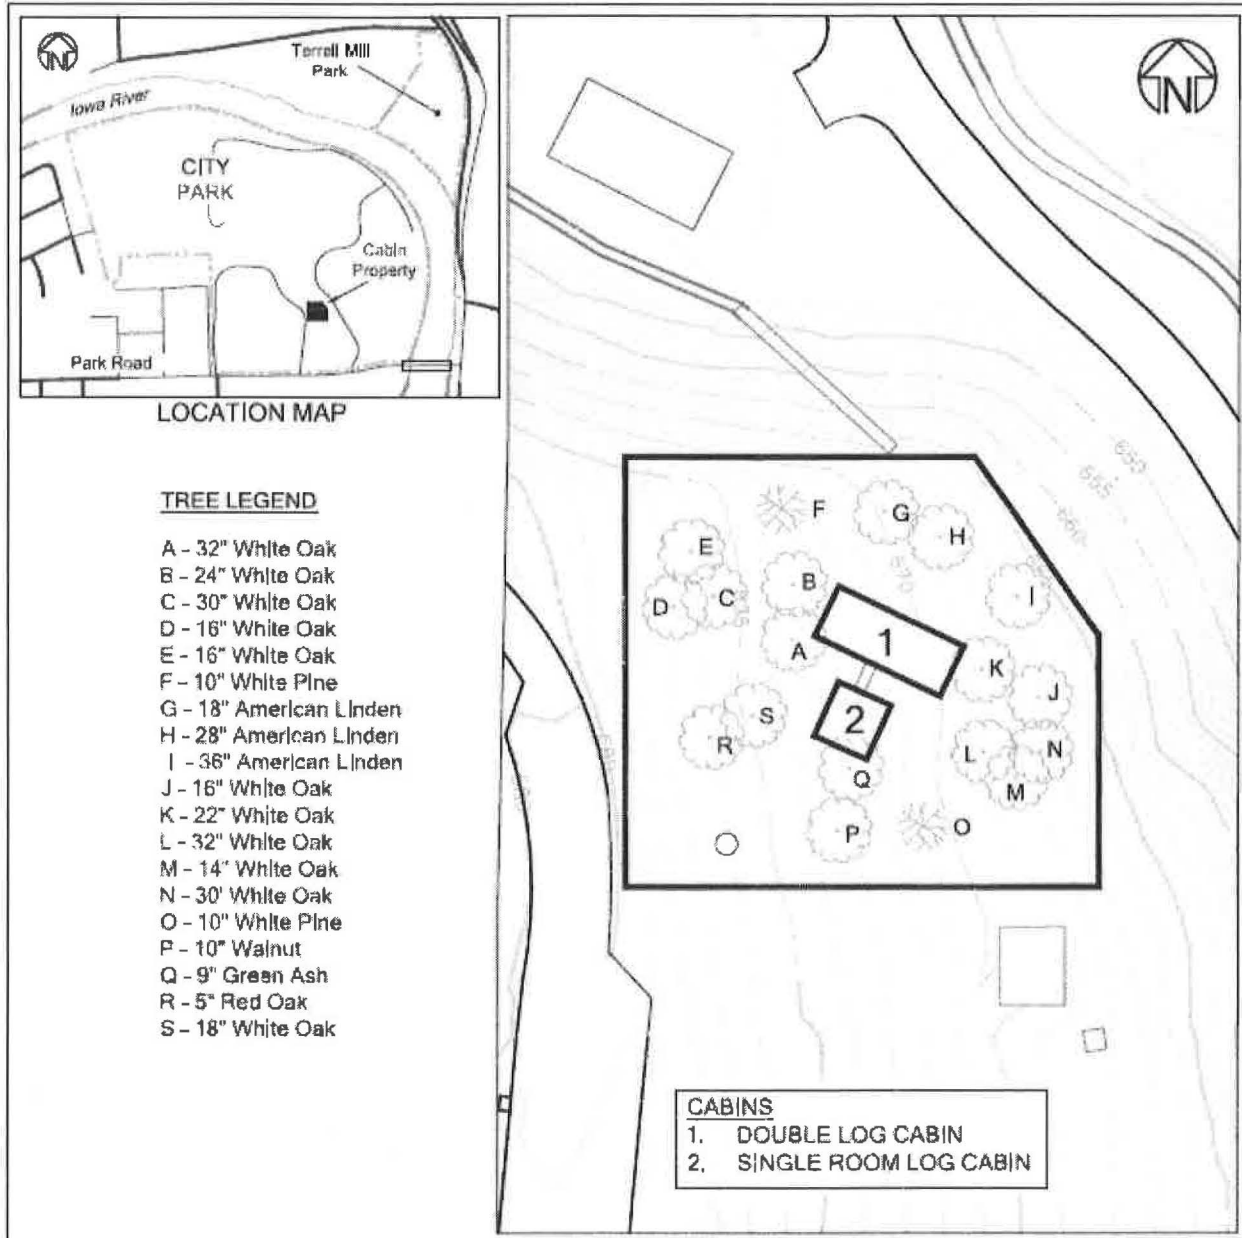 N
Terrell Mill
Park
Iowa River
CITY
PARK
Cabin
Property
Park Road
LOCATION MAP
TREE LEGEND
A - 32" White Oak
B - 24" White Oak
C - 30" White Oak
D - 16" White Oak
E - 16" White Oak
F - 10" White Pine
G - 18" American Linden
H - 28" American Linden
I - 36" American Linden
J - 16" White Oak
K - 22" White Oak
L - 32" White Oak
M - 14" White Oak
N - 30' White Oak
O - 10" White Pine
P - 10" Walnut
Q - 9" Green Ash
R - 5" Red Oak
S - 18" White Oak
N
650
655
660
670
F
G
H
E
B
C
D
I
A
1
K
J
S
2
R
L
N
Q
M
P
O
CABINS
1. DOUBLE LOG CABIN
2. SINGLE ROOM LOG CABIN